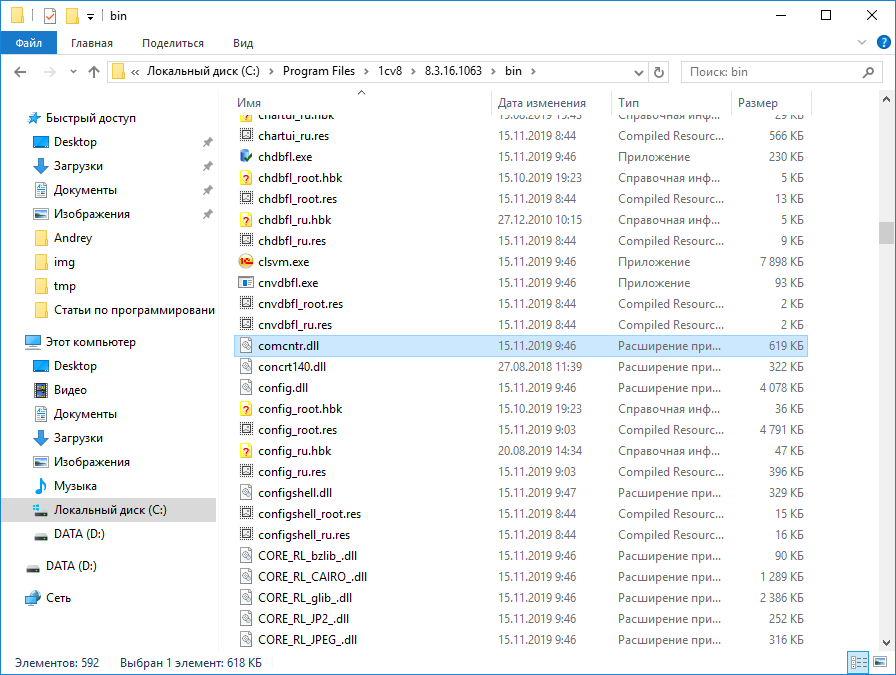 bin
Файл Главная Поделиться Вид
« Локальный диск (C:) > Program Files > 1cv8 > 8.3.16.1063 > bin > Поиск: bin
Имя Дата изменения Тип Размер
chartui_ru.hbk 15.08.2019 15:45 Справочная инф... 29 КБ
chartui_ru.res 15.11.2019 8:44 Compiled Resourc... 566 КБ
chdbfl.exe 15.11.2019 9:46 Приложение 230 КБ
chdbfl_root.hbk 15.10.2019 19:23 Справочная инф... 5 КБ
chdbfl_root.res 15.11.2019 8:44 Compiled Resourc... 13 КБ
chdbfl_ru.hbk 27.12.2010 10:15 Справочная инф... 5 КБ
chdbfl_ru.res 15.11.2019 8:44 Compiled Resourc... 9 КБ
clsvm.exe 15.11.2019 9:46 Приложение 7 898 КБ
cnvdbfl.exe 15.11.2019 9:46 Приложение 93 КБ
cnvdbfl_root.res 15.11.2019 8:44 Compiled Resourc... 2 КБ
cnvdbfl_ru.res 15.11.2019 8:44 Compiled Resourc... 2 КБ
comcntr.dll 15.11.2019 9:46 Расширение при... 619 КБ
concrt140.dll 27.08.2018 11:39 Расширение при... 322 КБ
config.dll 15.11.2019 9:46 Расширение при... 4 078 КБ
config_root.hbk 15.10.2019 19:23 Справочная инф... 36 КБ
config_root.res 15.11.2019 9:03 Compiled Resourc... 4 791 КБ
config_ru.hbk 20.08.2019 14:34 Справочная инф... 47 КБ
config_ru.res 15.11.2019 9:03 Compiled Resourc... 396 КБ
configshell.dll 15.11.2019 9:47 Расширение при... 329 КБ
configshell_root.res 15.11.2019 8:44 Compiled Resourc... 15 КБ
configshell_ru.res 15.11.2019 8:44 Compiled Resourc... 16 КБ
CORE_RL_bzlib_.dll 15.11.2019 9:46 Расширение при... 90 КБ
CORE_RL_CAIRO_.dll 15.11.2019 9:46 Расширение при... 1 289 КБ
CORE_RL_glib_.dll 15.11.2019 9:46 Расширение при... 2 386 КБ
CORE_RL_JP2_.dll 15.11.2019 9:46 Расширение при... 252 КБ
CORE_RL_JPEG_.dll 15.11.2019 9:46 Расширение при... 316 КБ
Быстрый доступ
Desktop
Загрузки
Документы
Изображения
Andrey
img
tmp
Статьи по программировани
Этот компьютер
Desktop
Видео
Документы
Загрузки
Изображения
Музыка
Локальный диск (C:)
DATA (D:)
DATA (D:)
Сеть
Элементов: 592 Выбран 1 элемент: 618 КБ